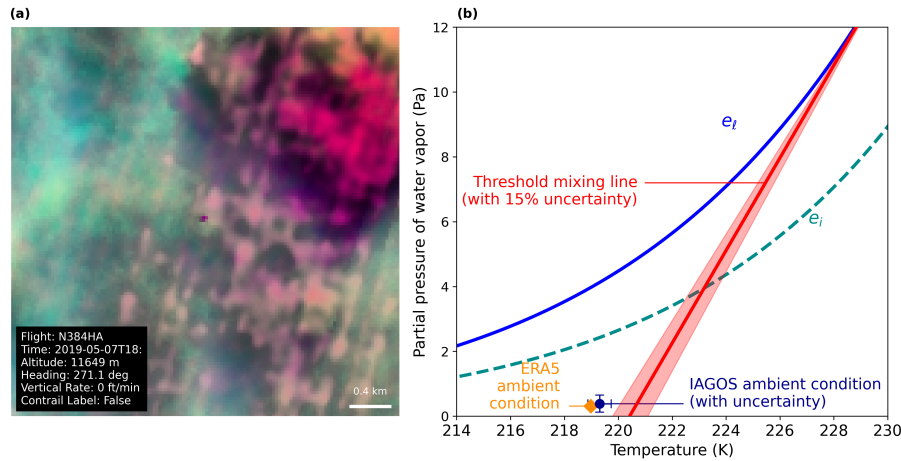 (a)
Flight: N384HA
Time: 2019-05-07T18:
Altitude: 11649 m
Heading: 271.1 deg
Vertical Rate: 0 ft/min
Contrail Label: False
0.4 km
(b)
Partial pressure of water vapor (Pa)
12
10
8
6
4
2
0
eℓ
Threshold mixing line
(with 15% uncertainty)
ei
ERA5
ambient
condition
IAGOS ambient condition
(with uncertainty)
214 216 218 220 222 224 226 228 230
Temperature (K)